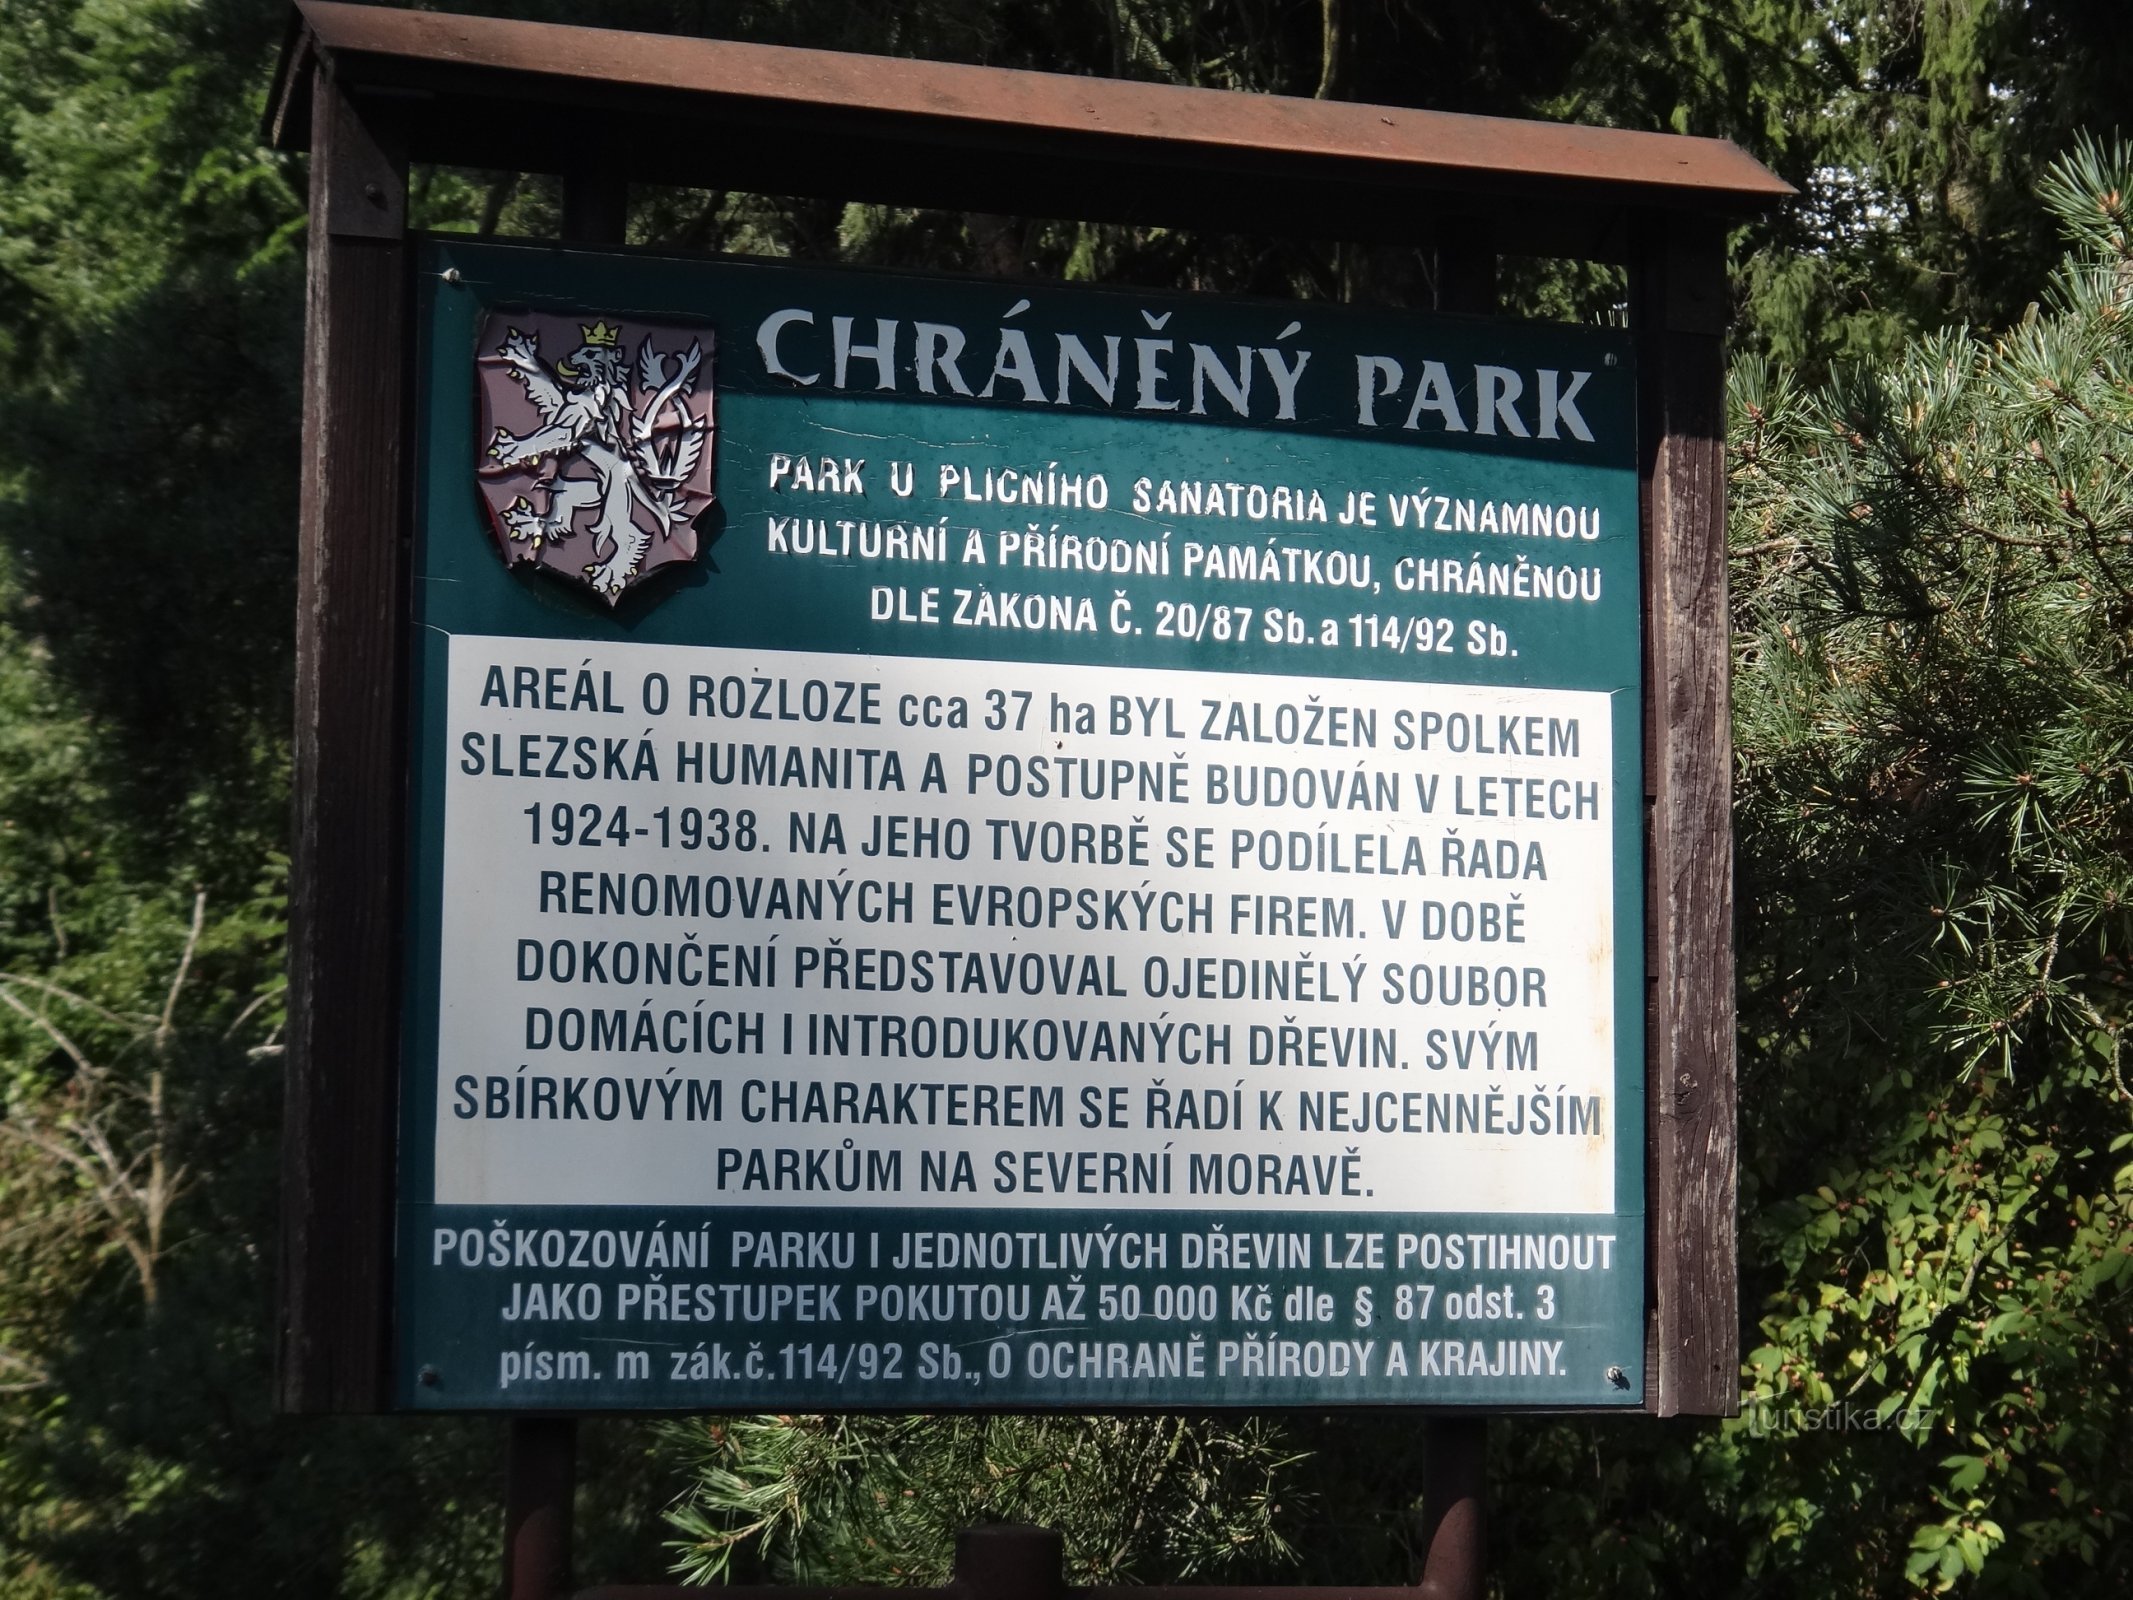 CHRÁNĚNÝ PARK
PARK U PLICNÍHO SANATORIA JE VÝZNAMNOU
KULTURNÍ A PŘÍRODNÍ PAMÁTKOU, CHRÁNĚNOU
DLE ZÁKONA Č. 20/87 Sb. a 114/92 Sb.
AREÁL O ROZLOZE cca 37 ha BYL ZALOŽEN SPOLKEM
SLEZSKÁ HUMANITA A POSTUPNĚ BUDOVÁN V LETECH
1924-1938. NA JEHO TVORBĚ SE PODÍLELA ŘADA
RENOMOVANÝCH EVROPSKÝCH FIREM. V DOBĚ
DOKONČENÍ PŘEDSTAVOVAL OJEDINĚLÝ SOUBOR
DOMÁCÍCH I INTRODUKOVANÝCH DŘEVIN. SVÝM
SBÍRKOVÝM CHARAKTEREM SE ŘADÍ K NEJCENNĚJŠÍM
PARKŮM NA SEVERNÍ MORAVĚ.
POŠKOZOVÁNÍ PARKU I JEDNOTLIVÝCH DŘEVIN LZE POSTIHNOUT
JAKO PŘESTUPEK POKUTOU AŽ 50 000 Kč dle § 87 odst. 3
písm. m zák.č.114/92 Sb., O OCHRANĚ PŘÍRODY A KRAJINY.
Turistika.cz